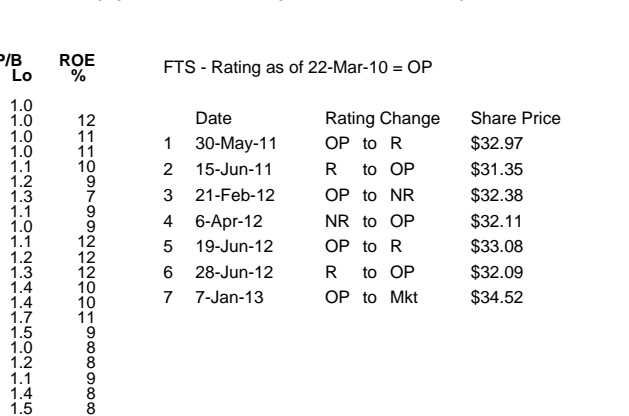 P/B ROE
Lo %
1.0
1.0 12
1.0 11
1.0 11
1.1 10
1.2 9
1.3 7
1.1 9
1.0 9
1.1 12
1.2 12
1.3 12
1.4 10
1.4 10
1.7 11
1.5 9
1.0 8
1.2 8
1.1 9
1.4 8
1.5 8
FTS - Rating as of 22-Mar-10 = OP
Date Rating Change Share Price
1 30-May-11 OP to R $32.97
2 15-Jun-11 R to OP $31.35
3 21-Feb-12 OP to NR $32.38
4 6-Apr-12 NR to OP $32.11
5 19-Jun-12 OP to R $33.08
6 28-Jun-12 R to OP $32.09
7 7-Jan-13 OP to Mkt $34.52